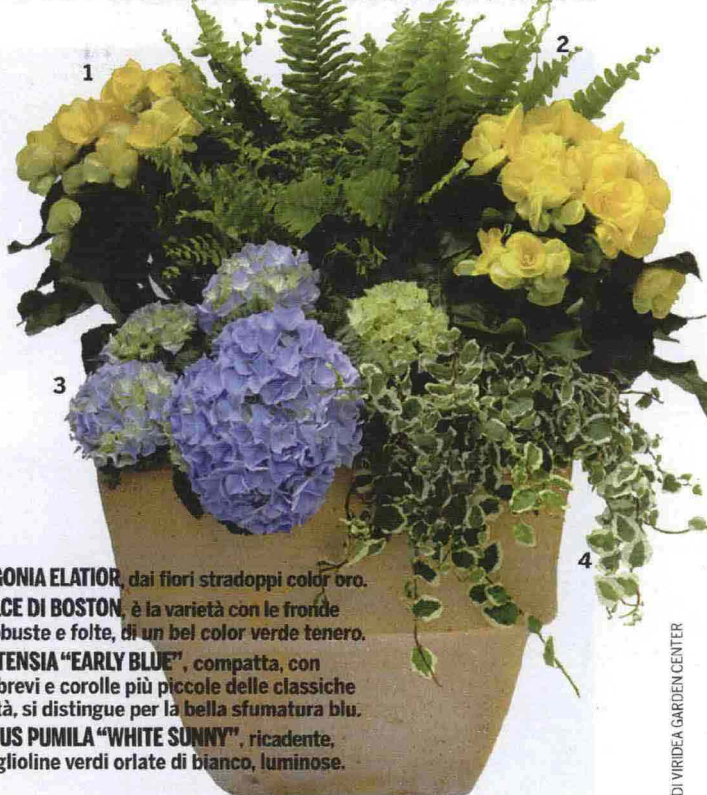 1
2
3
4
GONIA ELATIOR, dai fiori stradoppi color oro.
CE DI BOSTON, è la varietà con le fronde
buste e folte, di un bel color verde tenero.
TENSIA “EARLY BLUE”, compatta, con
brevi e corolle più piccole delle classiche
tà, si distingue per la bella sfumatura blu.
US PUMILA “WHITE SUNNY”, ricadente,
glioline verdi orlate di bianco, luminose.
DI VIRIDEA GARDEN CENTER